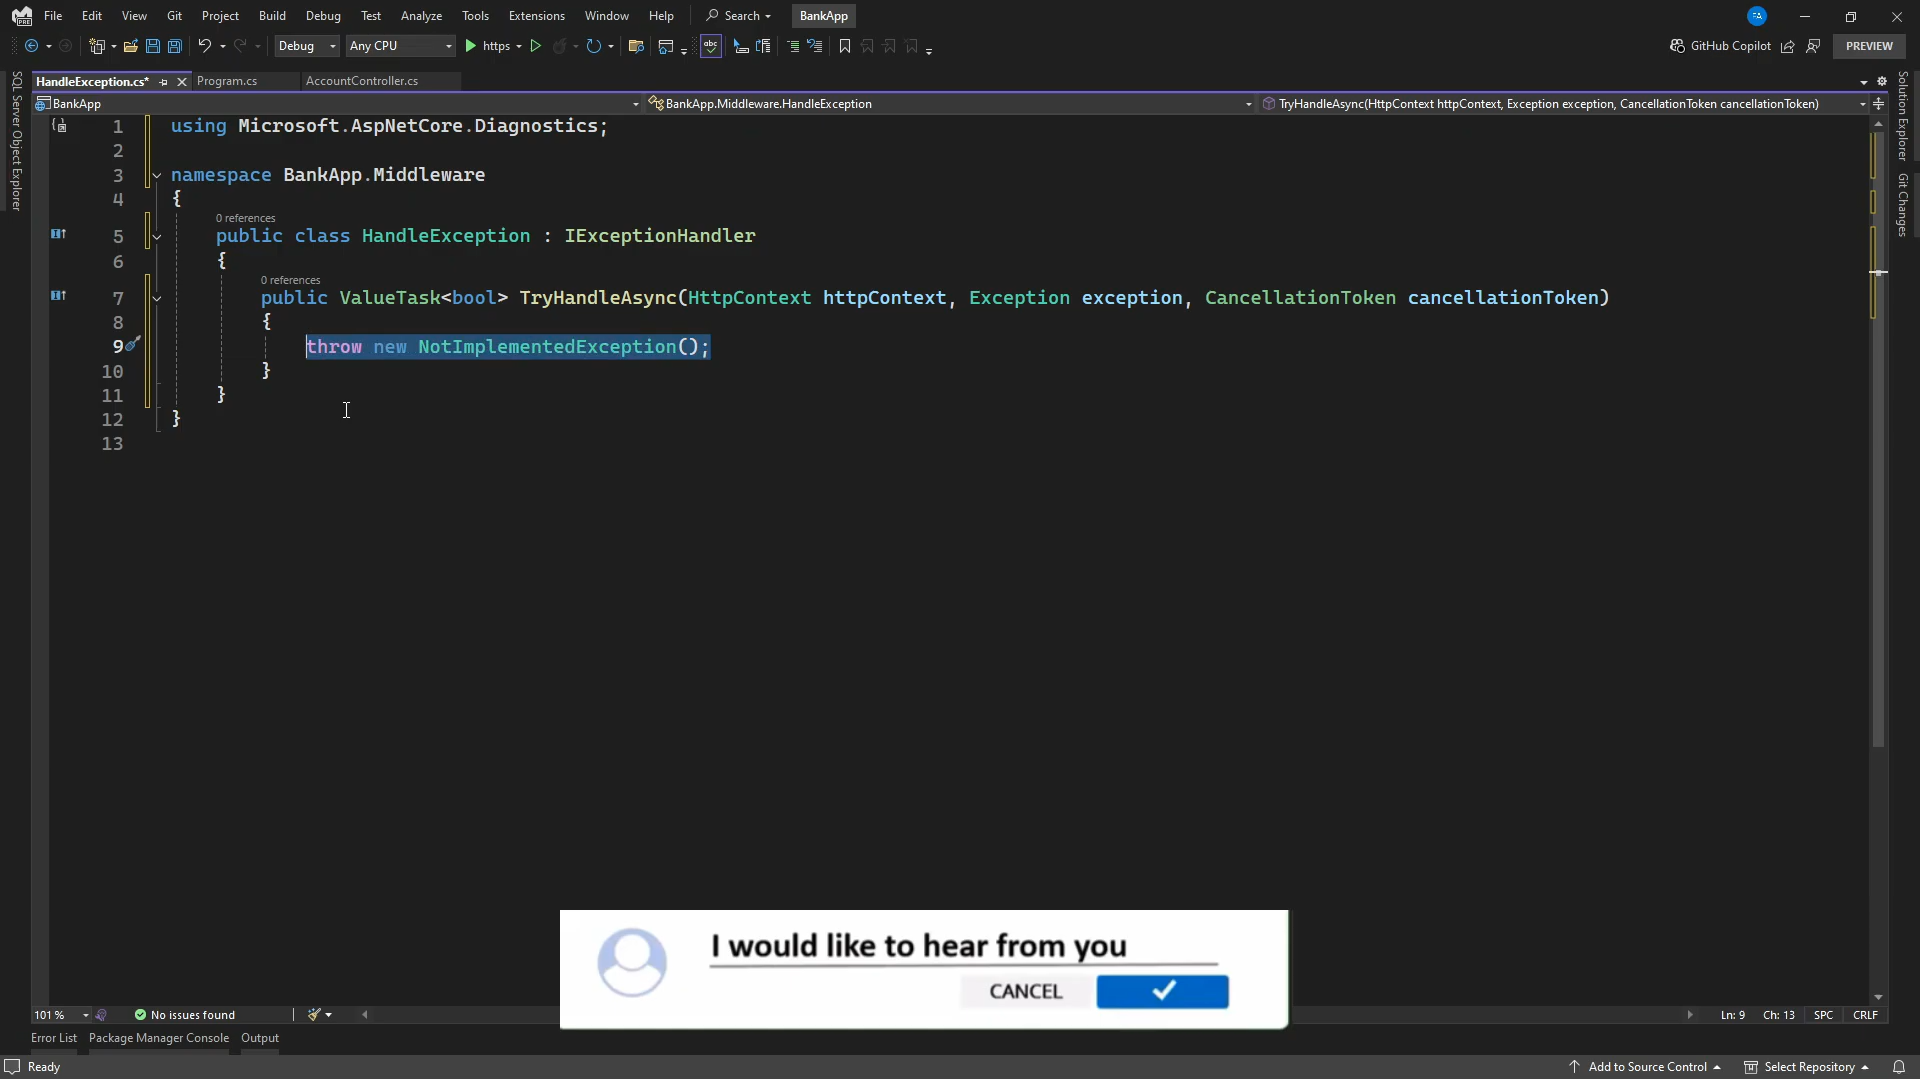 File Edit View Git Project Build Debug Test Analyze Tools Extensions Window Help Search BankApp FA
Debug Any CPU https abc GitHub Copilot PREVIEW
HandleException.cs* Program.cs AccountController.cs
BankApp BankApp.Middleware.HandleException TryHandleAsync(HttpContext httpContext, Exception exception, CancellationToken cancellationToken)
SQL Server Object Explorer
Solution Explorer
Git Changes
1 using Microsoft.AspNetCore.Diagnostics;
2
3 namespace BankApp.Middleware
4 {
0 references
5 public class HandleException : IExceptionHandler
6 {
0 references
7 public ValueTask<bool> TryHandleAsync(HttpContext httpContext, Exception exception, CancellationToken cancellationToken)
8 {
9 throw new NotImplementedException();
10 }
11 }
12 }
13
I would like to hear from you
CANCEL
101 % No issues found Ln: 9 Ch: 13 SPC CRLF
Error List Package Manager Console Output
Ready Add to Source Control Select Repository